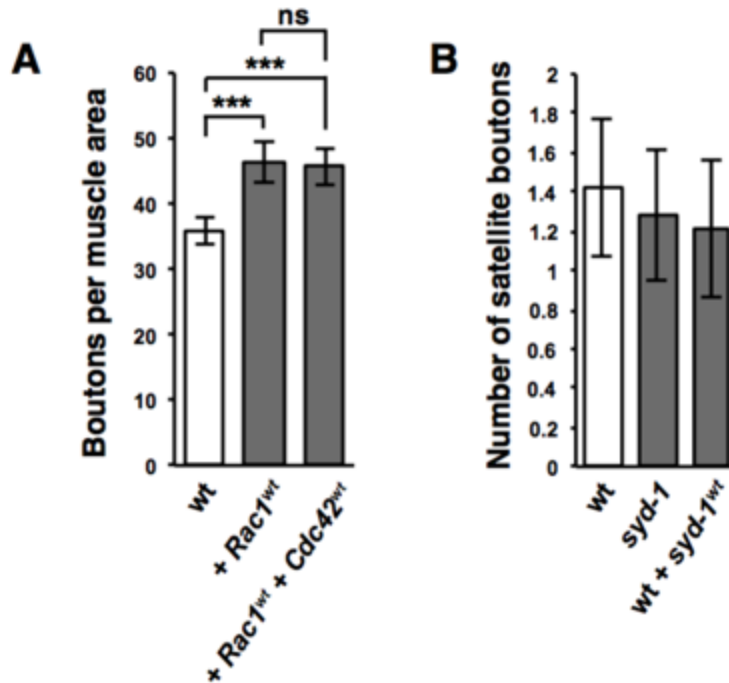 ns
A
***
***
Boutons per muscle area
60
50
40
30
20
10
0
wt
+ Rac1wt
+ Rac1wt + Cdc42wt
B
Number of satellite boutons
2
1.8
1.6
1.4
1.2
1
0.8
0.6
0.4
0.2
0
wt
syd-1
wt + syd-1wt